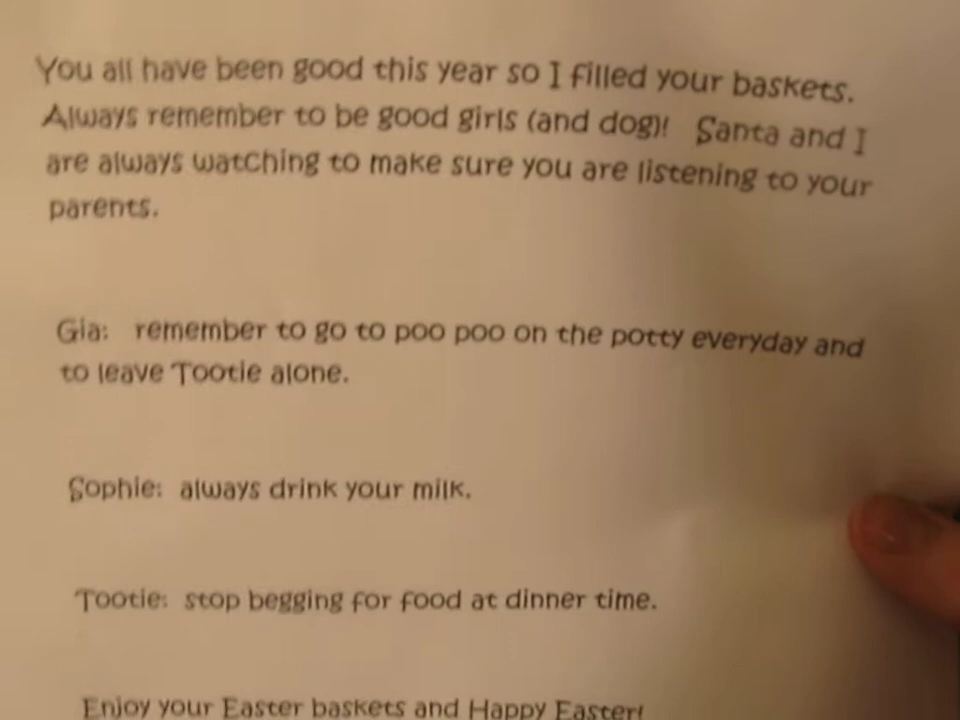 You all have been good this year so I filled your baskets.
Always remember to be good girls (and dog)! Santa and I
are always watching to make sure you are listening to your
parents.
Gia: remember to go to poo poo on the potty everyday and
to leave Tootie alone.
Sophie: always drink your milk.
Tootie: stop begging for food at dinner time.
Enjoy your Easter baskets and Happy Easter!